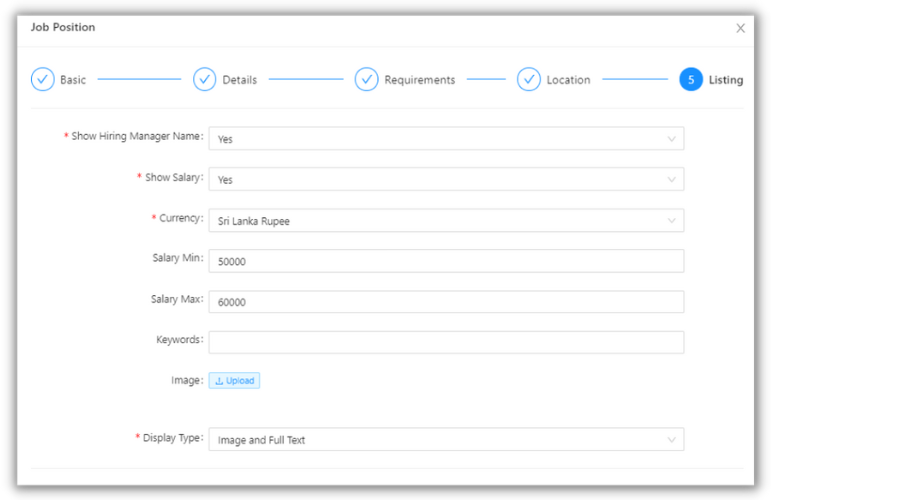 Job Position
Basic Details Requirements Location 5 Listing
* Show Hiring Manager Name: Yes
* Show Salary: Yes
* Currency: Sri Lanka Rupee
Salary Min: 50000
Salary Max: 60000
Keywords:
Image: Upload
* Display Type: Image and Full Text